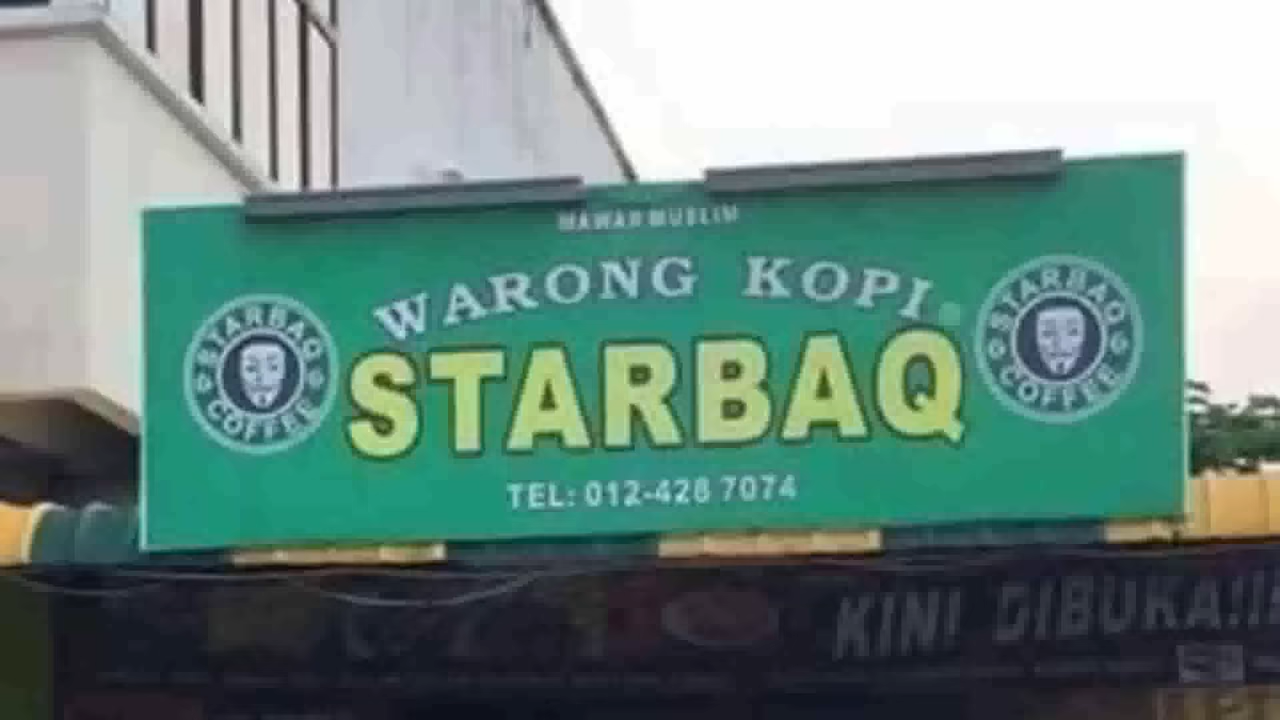 MAWAR MUSLIM
WARONG KOPI
STARBAQ
COFFEE
STARBAQ
STARBAQ
COFFEE
TEL: 012-428 7074
KINI DIBUKA!!